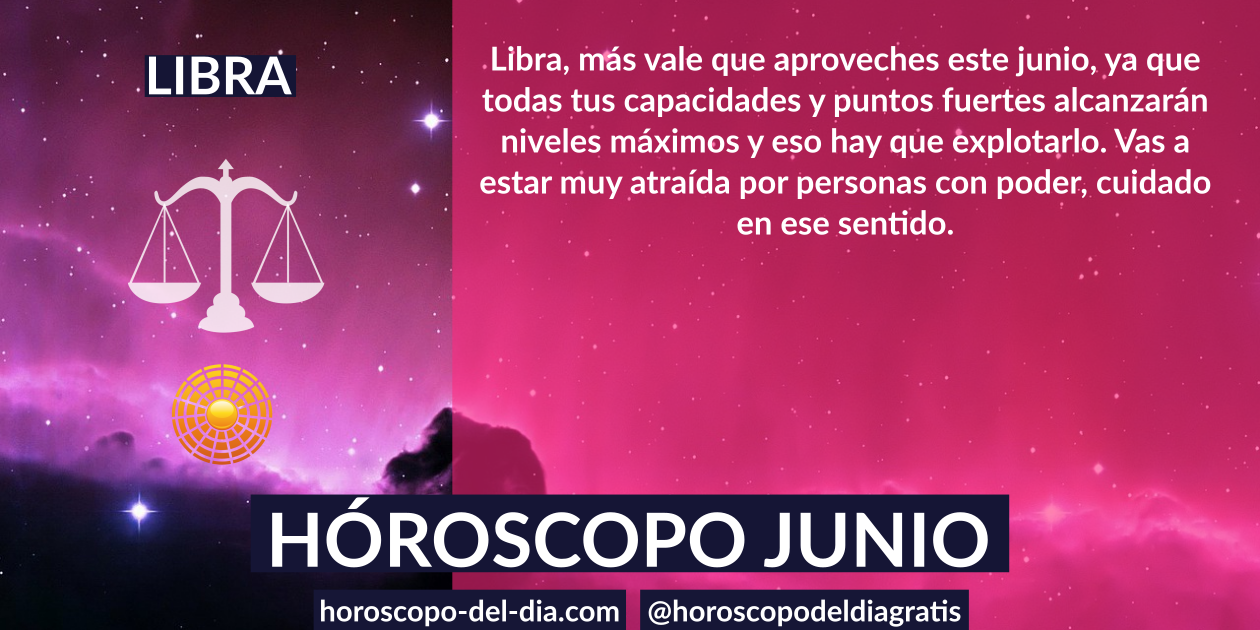 LIBRA
Libra, más vale que aproveches este junio, ya que
todas tus capacidades y puntos fuertes alcanzarán
niveles máximos y eso hay que explotarlo. Vas a
estar muy atraída por personas con poder, cuidado
en ese sentido.
HÓROSCOPO JUNIO
horoscopo-del-dia.com
@horoscopodeldiagratis